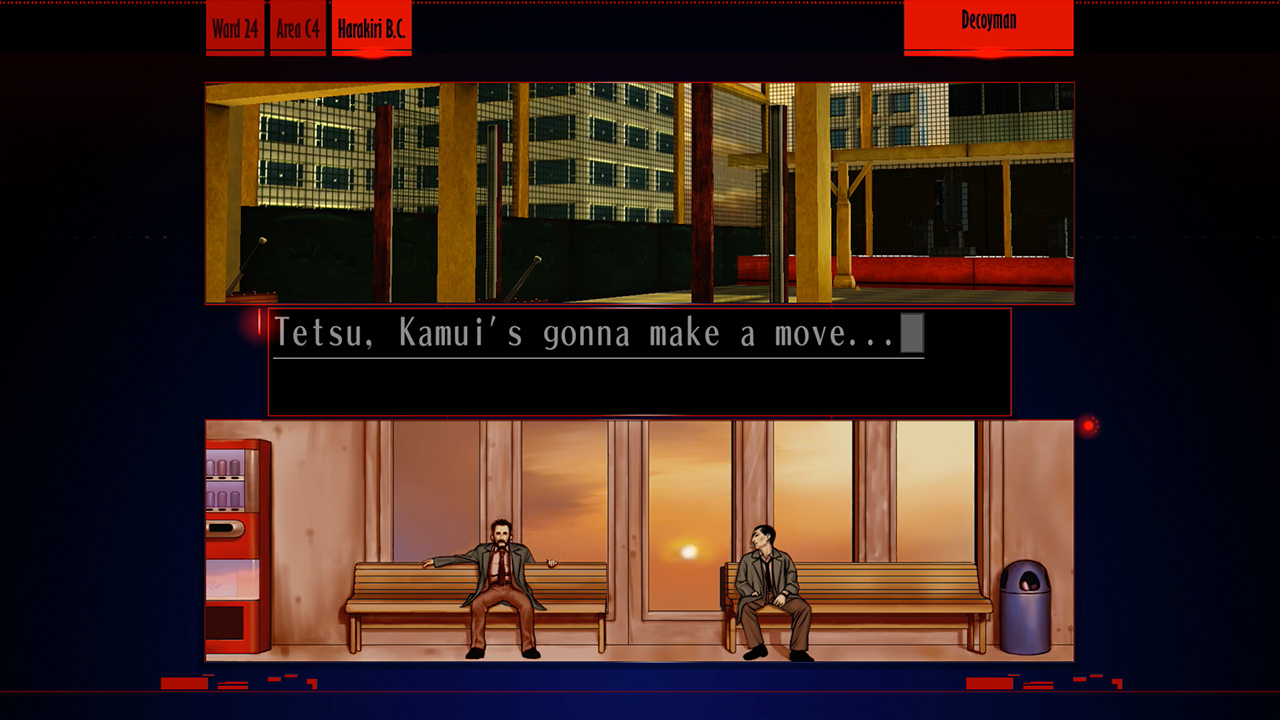 Ward 24
Area C4
Harakiri B.C.
Decoyman
Tetsu, Kamui's gonna make a move...